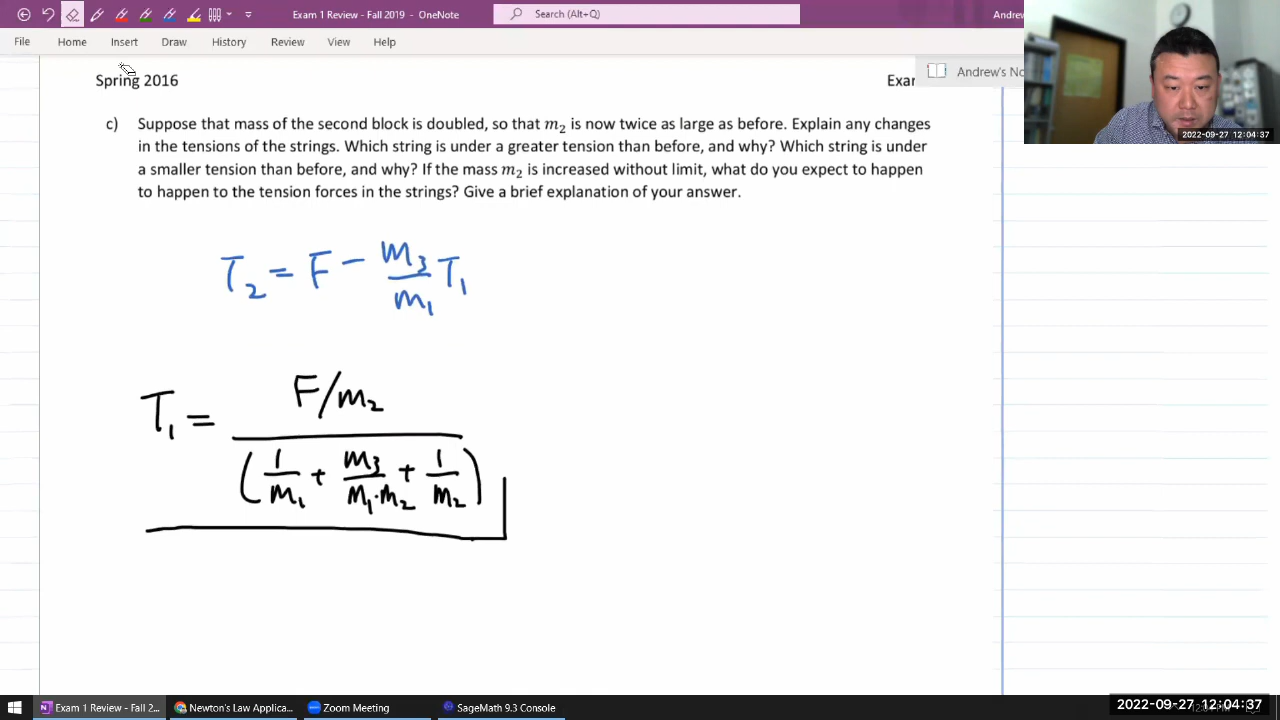 Exam 1 Review - Fall 2019 - OneNote
Search (Alt+Q)
Andrew
File Home Insert Draw History Review View Help
Andrew's No
2022-09-27 12:04:37
Spring 2016
Exar
c) Suppose that mass of the second block is doubled, so that m₂ is now twice as large as before. Explain any changes
in the tensions of the strings. Which string is under a greater tension than before, and why? Which string is under
a smaller tension than before, and why? If the mass m₂ is increased without limit, what do you expect to happen
to happen to the tension forces in the strings? Give a brief explanation of your answer.
T₂ = F − m₃/m₁ T₁
T₁ = (F/m₂) / (1/m₁ + m₃/(m₁·m₂) + 1/m₂)
Exam 1 Review - Fall 2...
Newton's Law Applica...
Zoom Meeting
SageMath 9.3 Console
2022-09-27 12:04:37